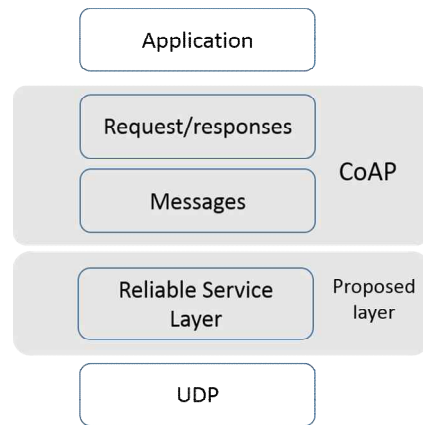 Application
Request/responses
CoAP
Messages
Reliable Service
Layer
Proposed
layer
UDP